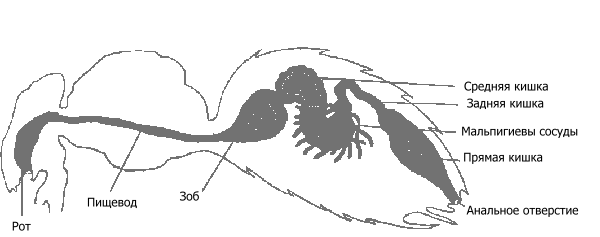 Средняя кишка
Задняя кишка
Мальпигиевы сосуды
Прямая кишка
Анальное отверстие
Зоб
Пищевод
Рот